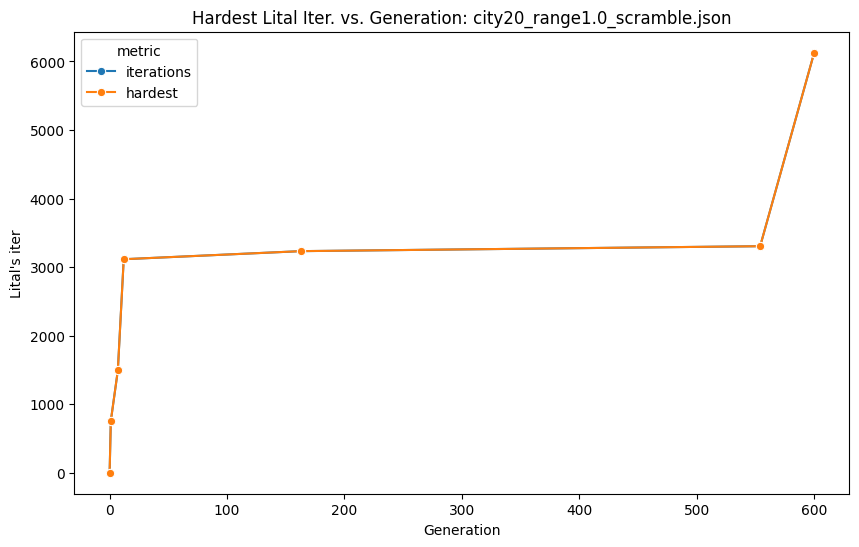 Hardest Lital Iter. vs. Generation: city20_range1.0_scramble.json
metric
iterations
hardest
6000
5000
4000
3000
2000
1000
0
Lital's iter
0 100 200 300 400 500 600
Generation